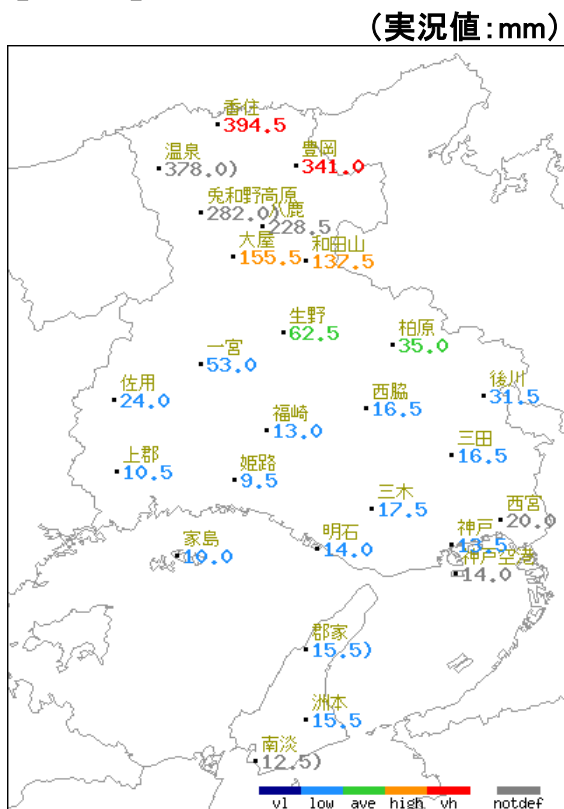 (実況値:mm)
香住
394.5
温泉
378.0)
豊岡
341.0
兎和野高原
282.0)
八鹿
228.5
大屋
155.5
和田山
137.5
生野
62.5
柏原
35.0
一宮
53.0
佐用
24.0
後川
31.5
西脇
16.5
福崎
13.0
三田
16.5
上郡
10.5
姫路
9.5
三木
17.5
西宮
20.0
家島
明石
14.0
神戸
13.5
神戸空港
14.0
郡家
15.5)
洲本
15.5
南淡
12.5)
vl low ave high vh notdef